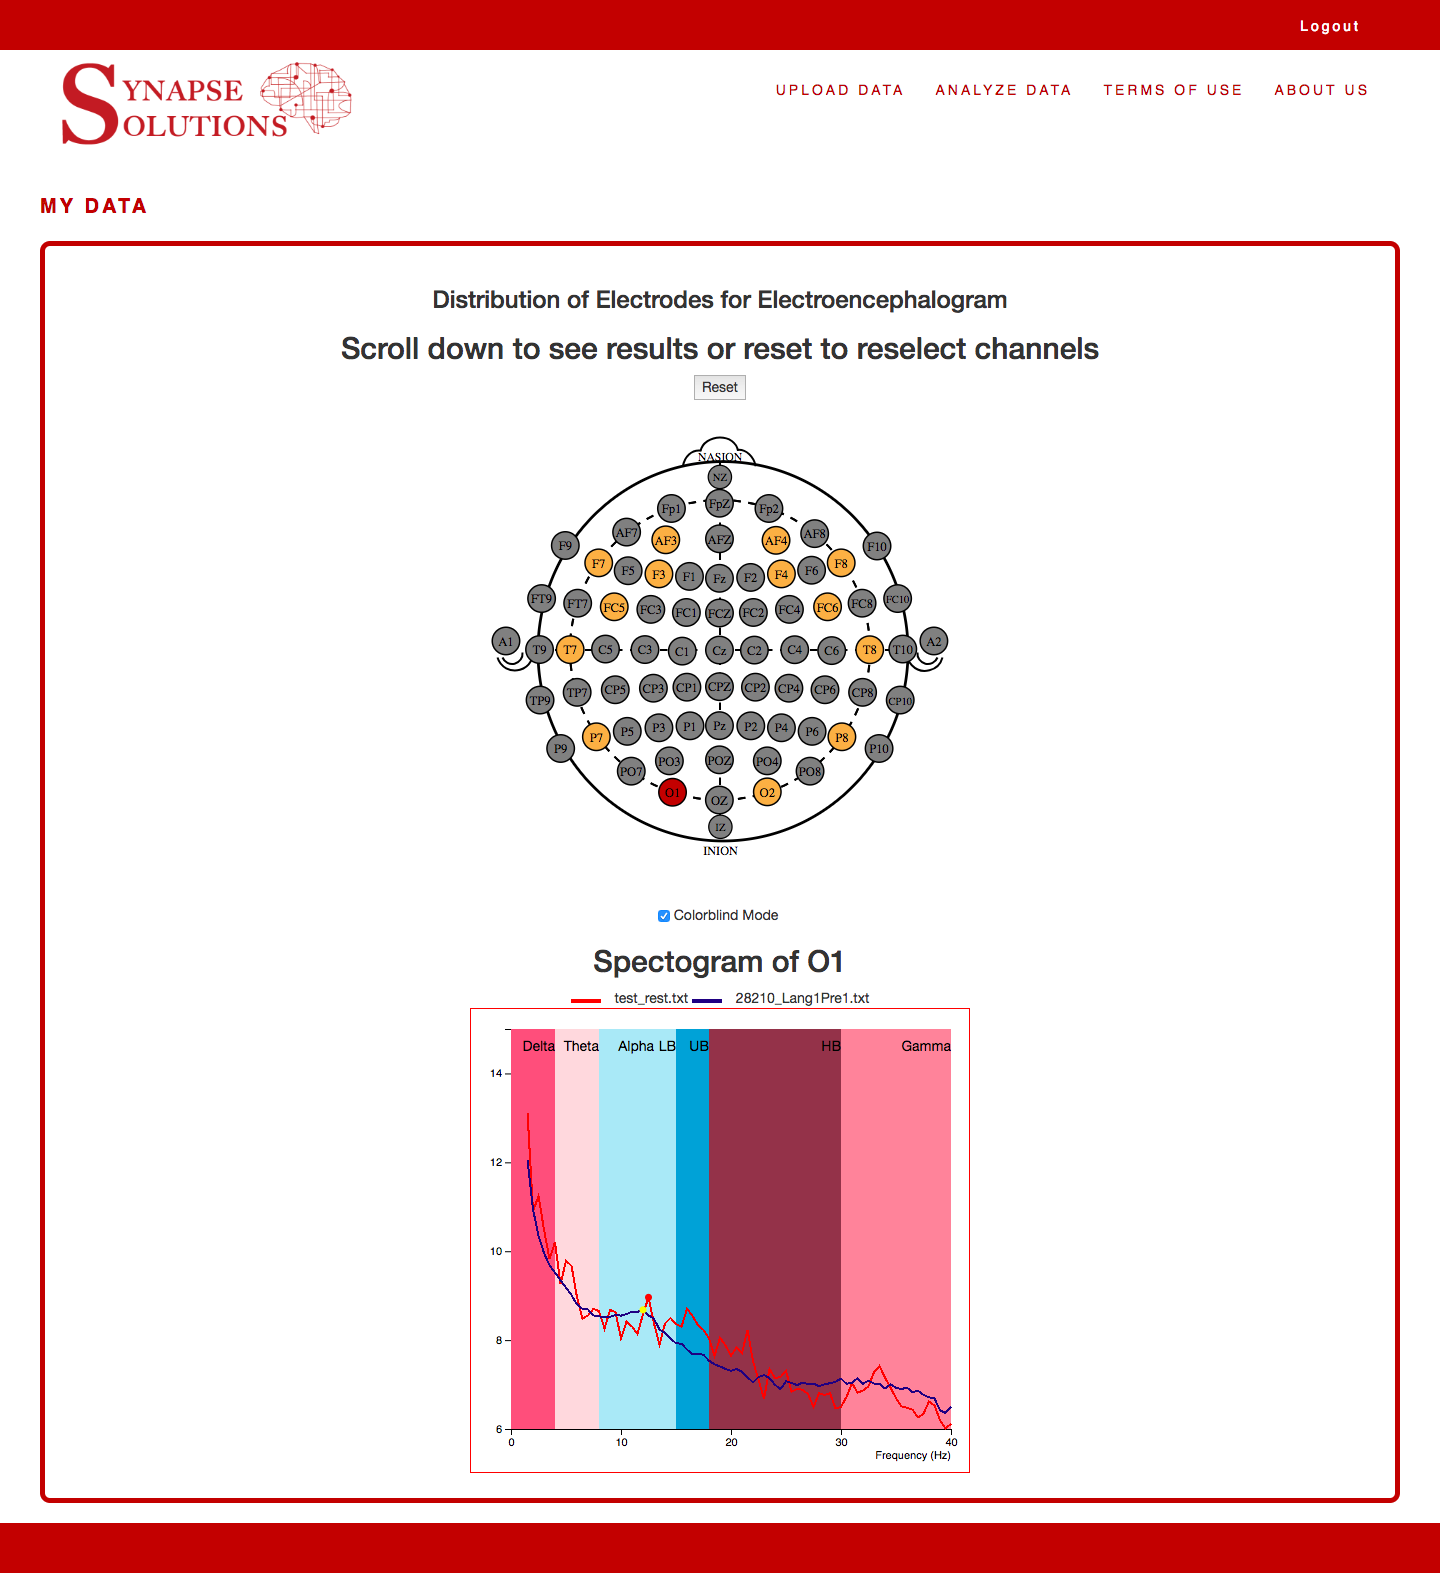 Logout
SYNAPSE
SOLUTIONS
UPLOAD DATA ANALYZE DATA TERMS OF USE ABOUT US
MY DATA
Distribution of Electrodes for Electroencephalogram
Scroll down to see results or reset to reselect channels
Reset
NASION
NZ
Fp1 FpZ Fp2
AF7 AF3 AFZ AF4 AF8
F9 F7 F5 F3 F1 Fz F2 F4 F6 F8 F10
FT9 FT7 FC5 FC3 FC1 FCZ FC2 FC4 FC6 FC8 FC10
A1 T9 T7 C5 C3 C1 Cz C2 C4 C6 T8 T10 A2
TP9 TP7 CP5 CP3 CP1 CPZ CP2 CP4 CP6 CP8 CP10
P9 P7 P5 P3 P1 Pz P2 P4 P6 P8 P10
PO7 PO3 POZ PO4 PO8
O1 OZ O2
IZ
INION
Colorblind Mode
Spectogram of O1
test_rest.txt 28210_Lang1Pre1.txt
Delta Theta Alpha LB UB HB Gamma
14
12
10
8
6
0 10 20 30 40
Frequency (Hz)